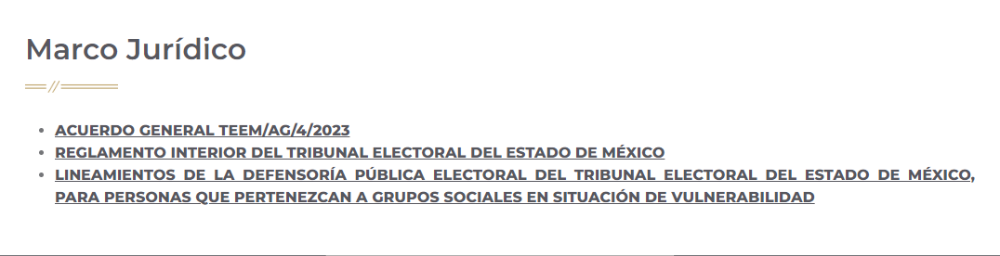 Marco Jurídico
ACUERDO GENERAL TEEM/AG/4/2023
REGLAMENTO INTERIOR DEL TRIBUNAL ELECTORAL DEL ESTADO DE MÉXICO
LINEAMIENTOS DE LA DEFENSORÍA PÚBLICA ELECTORAL DEL TRIBUNAL ELECTORAL DEL ESTADO DE MÉXICO,
PARA PERSONAS QUE PERTENEZCAN A GRUPOS SOCIALES EN SITUACIÓN DE VULNERABILIDAD